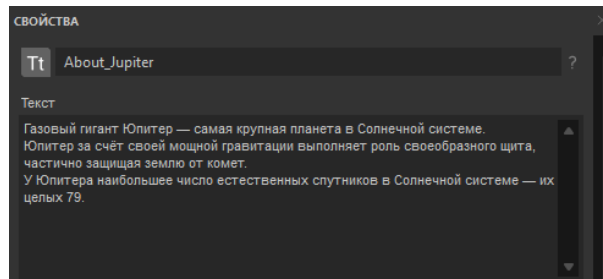 СВОЙСТВА
Tt About_Jupiter ?
Текст
Газовый гигант Юпитер — самая крупная планета в Солнечной системе.
Юпитер за счёт своей мощной гравитации выполняет роль своеобразного щита,
частично защищая землю от комет.
У Юпитера наибольшее число естественных спутников в Солнечной системе — их
целых 79.